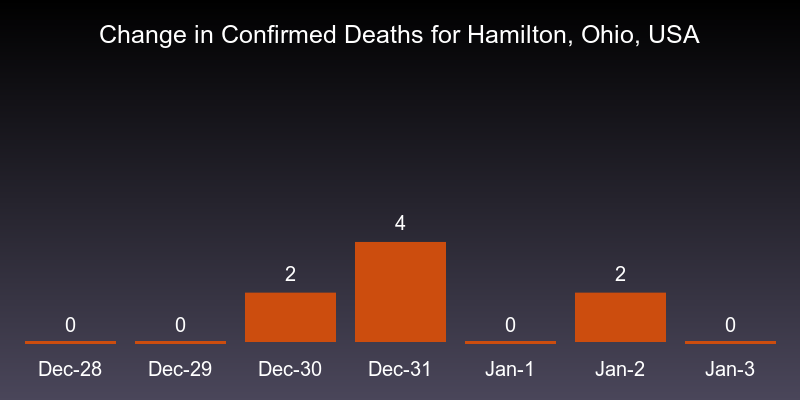 Change in Confirmed Deaths for Hamilton, Ohio, USA
0 0 2 4 0 2 0
Dec-28 Dec-29 Dec-30 Dec-31 Jan-1 Jan-2 Jan-3